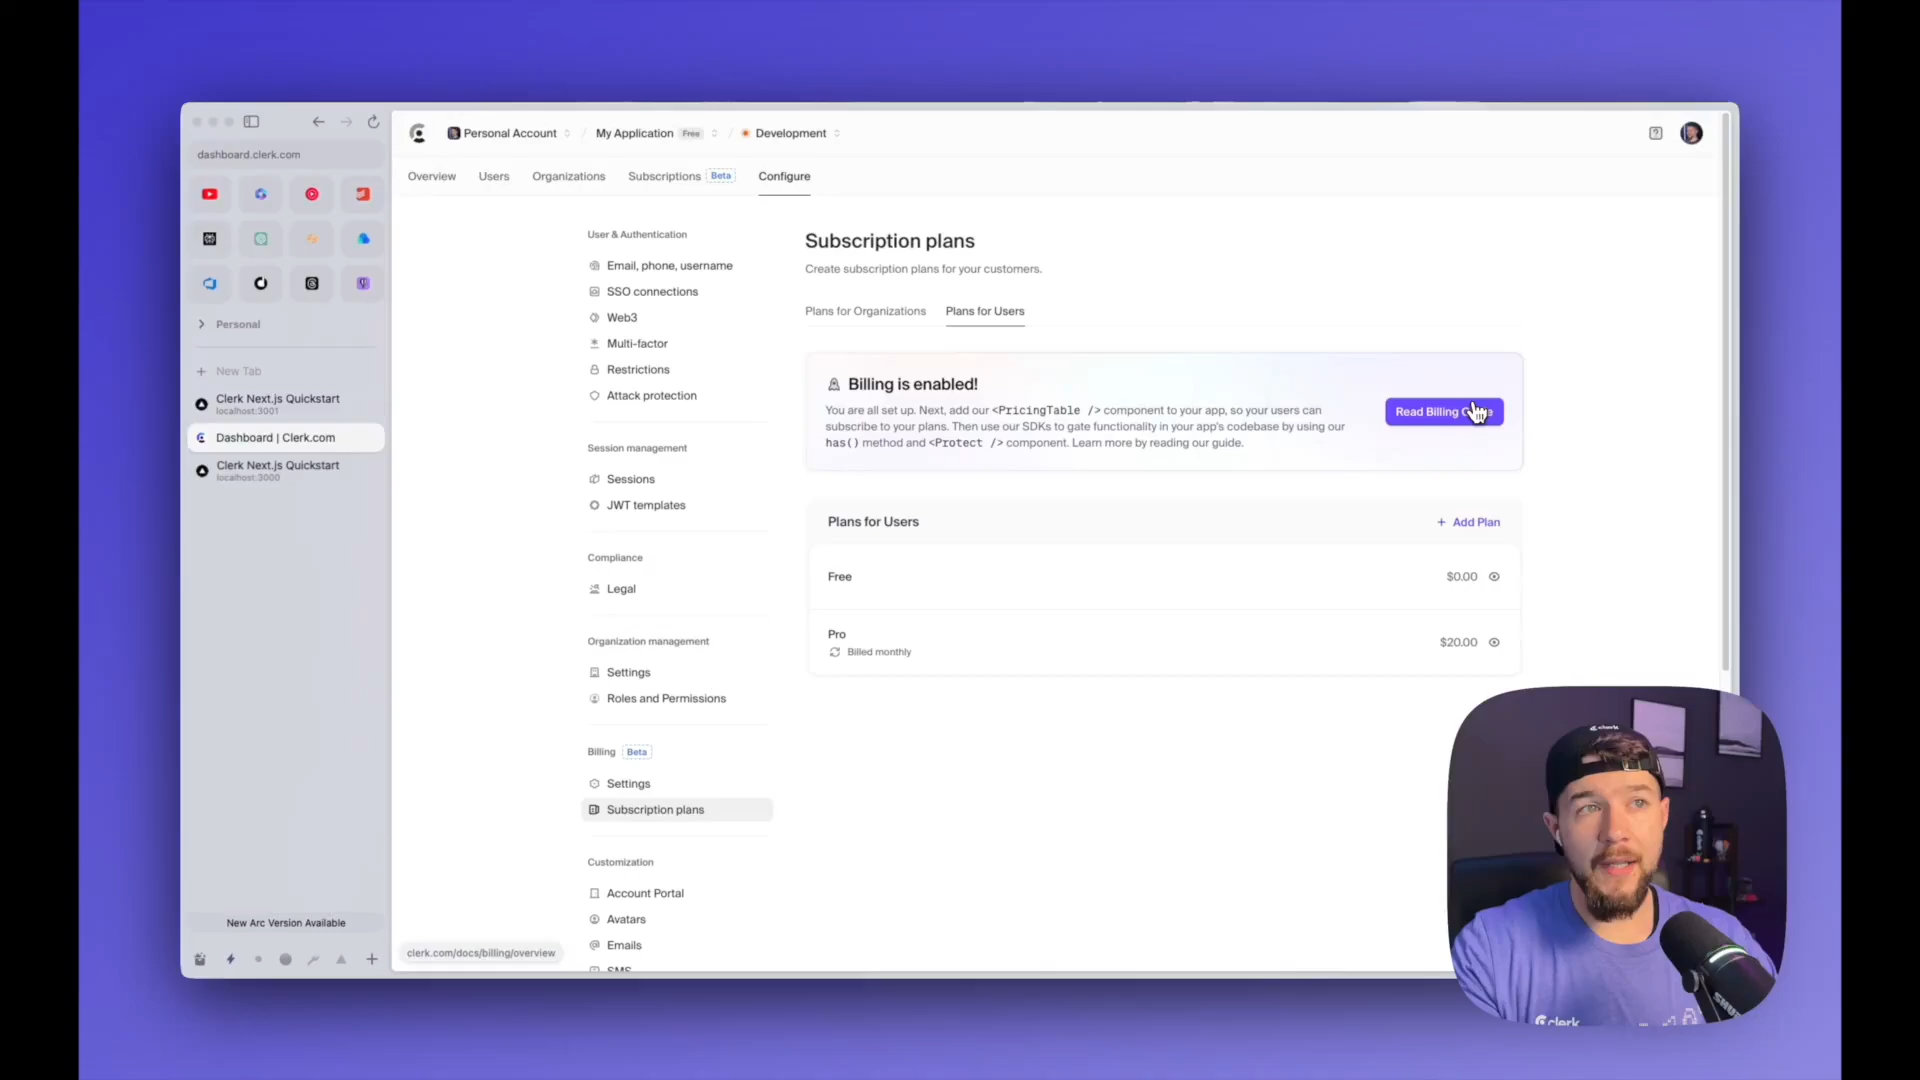 dashboard.clerk.com
Personal
New Tab
Clerk Next.js Quickstart
localhost:3001
Dashboard | Clerk.com
Clerk Next.js Quickstart
localhost:3000
New Arc Version Available
Personal Account / My Application Free / Development
Overview Users Organizations Subscriptions Beta Configure
User & Authentication
Email, phone, username
SSO connections
Web3
Multi-factor
Restrictions
Attack protection
Session management
Sessions
JWT templates
Compliance
Legal
Organization management
Settings
Roles and Permissions
Billing Beta
Settings
Subscription plans
Customization
Account Portal
Avatars
Emails
SMS
clerk.com/docs/billing/overview
Subscription plans
Create subscription plans for your customers.
Plans for Organizations Plans for Users
Billing is enabled!
You are all set up. Next, add our <PricingTable /> component to your app, so your users can
subscribe to your plans. Then use our SDKs to gate functionality in your app's codebase by using our
has() method and <Protect /> component. Learn more by reading our guide.
Read Billing
Plans for Users
+ Add Plan
Free
$0.00
Pro
Billed monthly
$20.00
clerk
clerk
SHURE